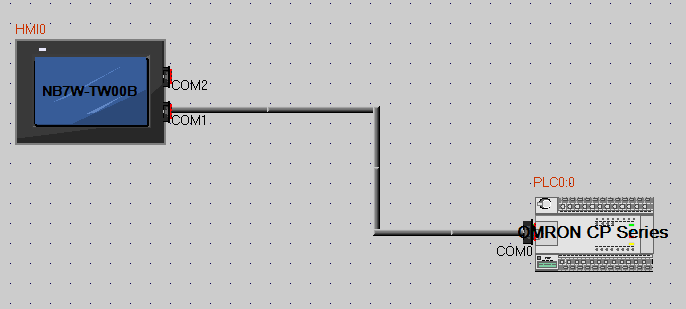 HMI0
NB7W-TW00B
COM2
COM1
PLC0:0
OMRON CP Series
COM0